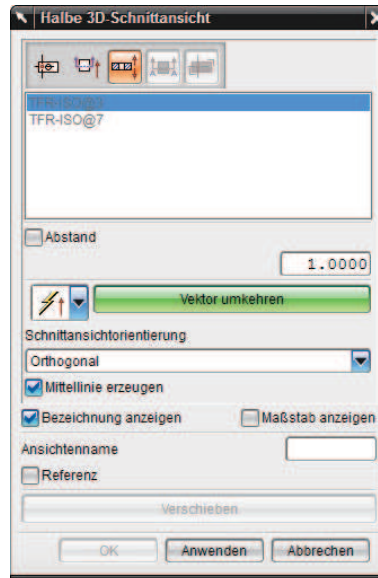 Halbe 3D-Schnittansicht
TFR-ISO@3
TFR-ISO@7
Abstand
1.0000
Vektor umkehren
Schnittansichtorientierung
Orthogonal
Mittellinie erzeugen
Bezeichnung anzeigen
Maßstab anzeigen
Ansichtenname
Referenz
Verschieben
OK
Anwenden
Abbrechen